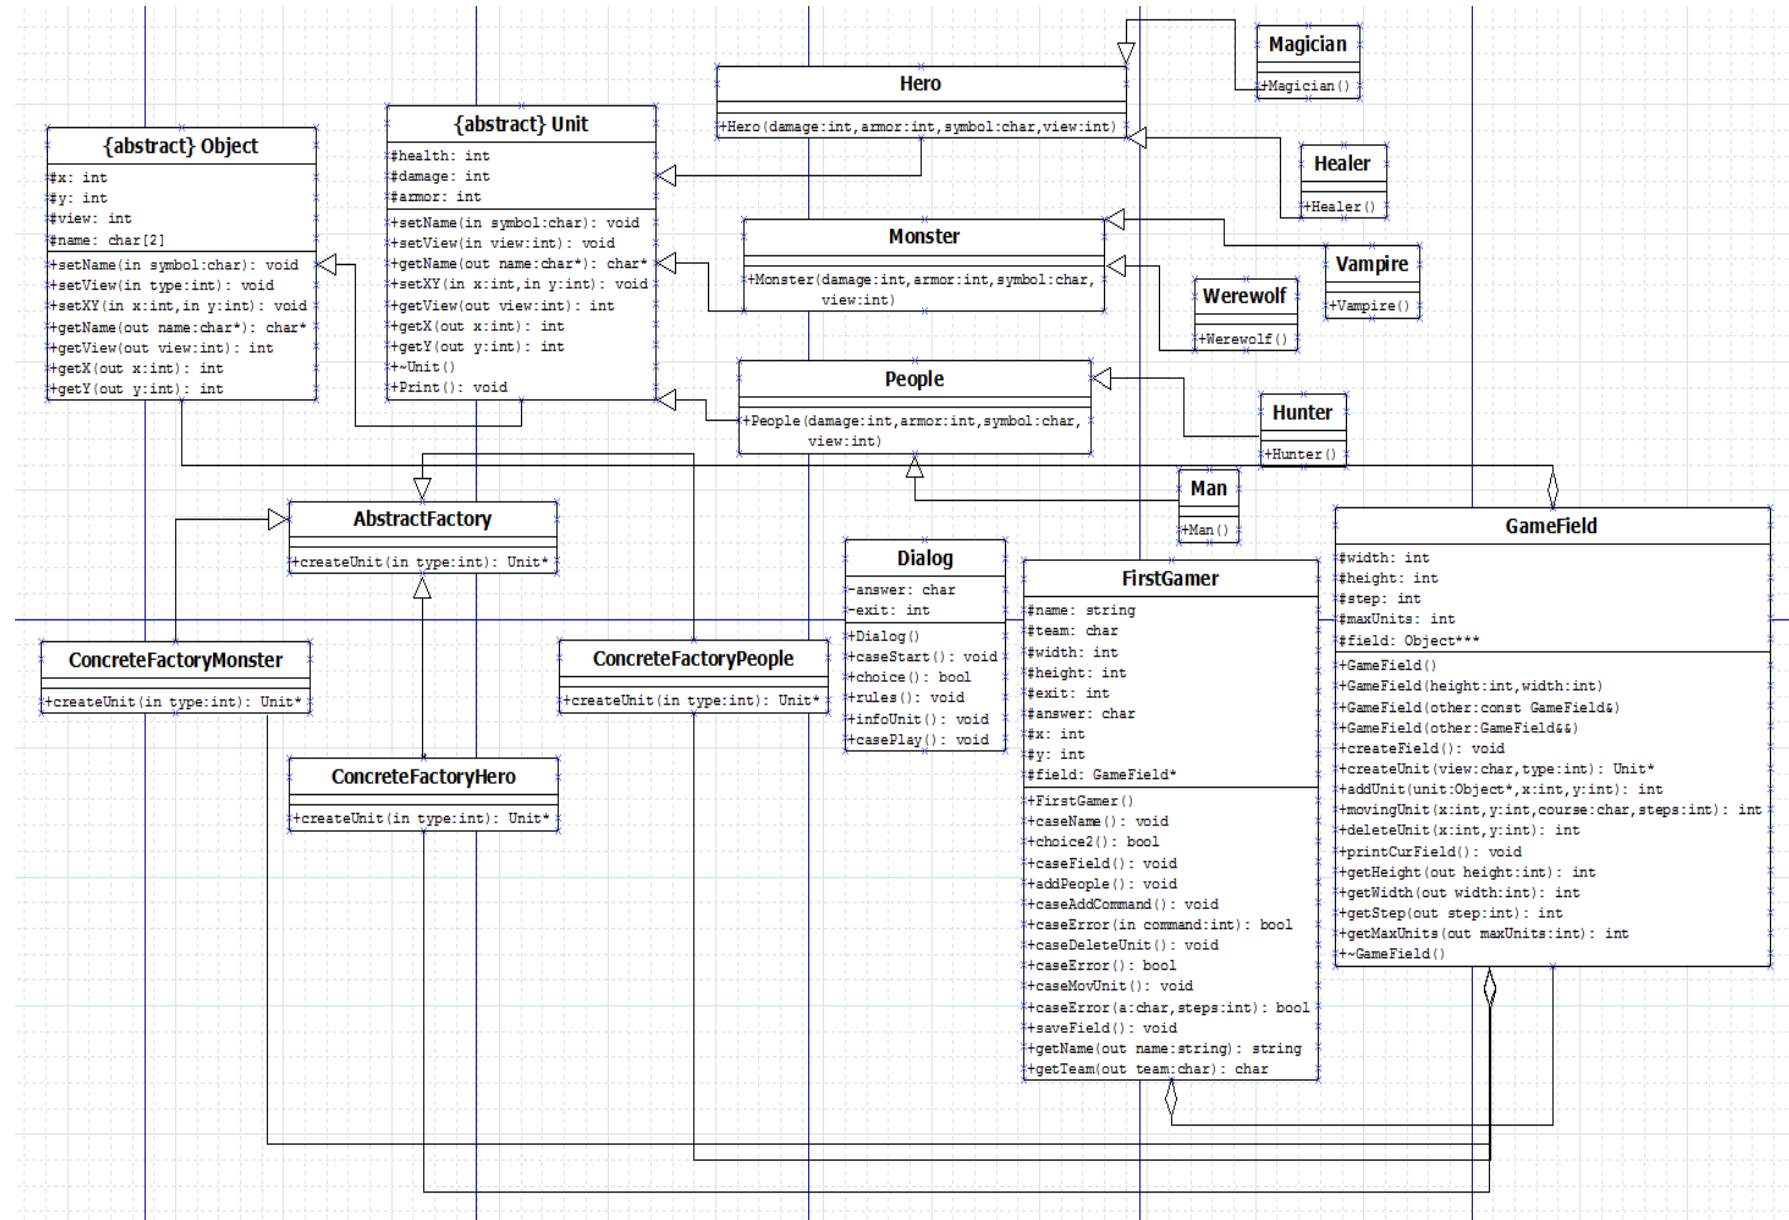 Magician
+Magician()
Hero
+Hero(damage:int,armor:int,symbol:char,view:int)
{abstract} Unit
#health: int
#damage: int
#armor: int
+setName(in symbol:char): void
+setView(in view:int): void
+getName(out name:char*): char*
+setXY(in x:int,in y:int): void
+getView(out view:int): int
+getX(out x:int): int
+getY(out y:int): int
+~Unit()
+Print(): void
{abstract} Object
#x: int
#y: int
#view: int
#name: char[2]
+setName(in symbol:char): void
+setView(in type:int): void
+setXY(in x:int,in y:int): void
+getName(out name:char*): char*
+getView(out view:int): int
+getX(out x:int): int
+getY(out y:int): int
Healer
+Healer()
Monster
+Monster(damage:int,armor:int,symbol:char,
view:int)
Vampire
+Vampire()
Werewolf
+Werewolf()
People
+People(damage:int,armor:int,symbol:char,
view:int)
Hunter
+Hunter()
Man
+Man()
AbstractFactory
+createUnit(in type:int): Unit*
ConcreteFactoryMonster
+createUnit(in type:int): Unit*
ConcreteFactoryPeople
+createUnit(in type:int): Unit*
ConcreteFactoryHero
+createUnit(in type:int): Unit*
Dialog
-answer: char
-exit: int
+Dialog()
+caseStart(): void
+choice(): bool
+rules(): void
+infoUnit(): void
+casePlay(): void
FirstGamer
#name: string
#team: char
#width: int
#height: int
#exit: int
#answer: char
#x: int
#y: int
#field: GameField*
+FirstGamer()
+caseName(): void
+choice2(): bool
+caseField(): void
+addPeople(): void
+caseAddCommand(): void
+caseError(in command:int): bool
+caseDeleteUnit(): void
+caseError(): bool
+caseMovUnit(): void
+caseError(a:char,steps:int): bool
+saveField(): void
+getName(out name:string): string
+getTeam(out team:char): char
GameField
#width: int
#height: int
#step: int
#maxUnits: int
#field: Object***
+GameField()
+GameField(height:int,width:int)
+GameField(other:const GameField&)
+GameField(other:GameField&&)
+createField(): void
+createUnit(view:char,type:int): Unit*
+addUnit(unit:Object*,x:int,y:int): int
+movingUnit(x:int,y:int,course:char,steps:int): int
+deleteUnit(x:int,y:int): int
+printCurField(): void
+getHeight(out height:int): int
+getWidth(out width:int): int
+getStep(out step:int): int
+getMaxUnits(out maxUnits:int): int
+~GameField()